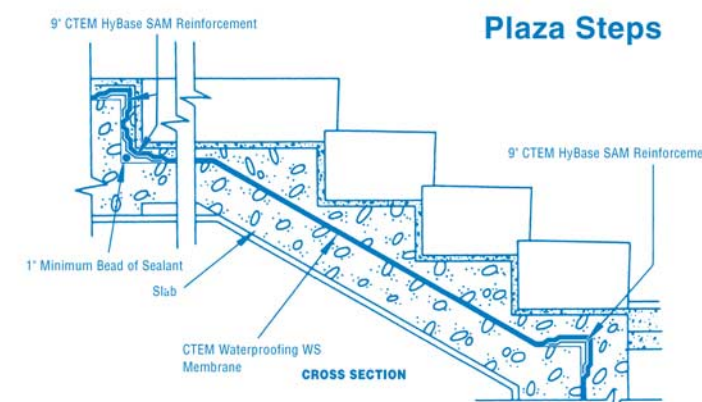 9" CTEM HyBase SAM Reinforcement
Plaza Steps
9" CTEM HyBase SAM Reinforceme
1" Minimum Bead of Sealant
Slab
CTEM Waterproofing WS
Membrane
CROSS SECTION